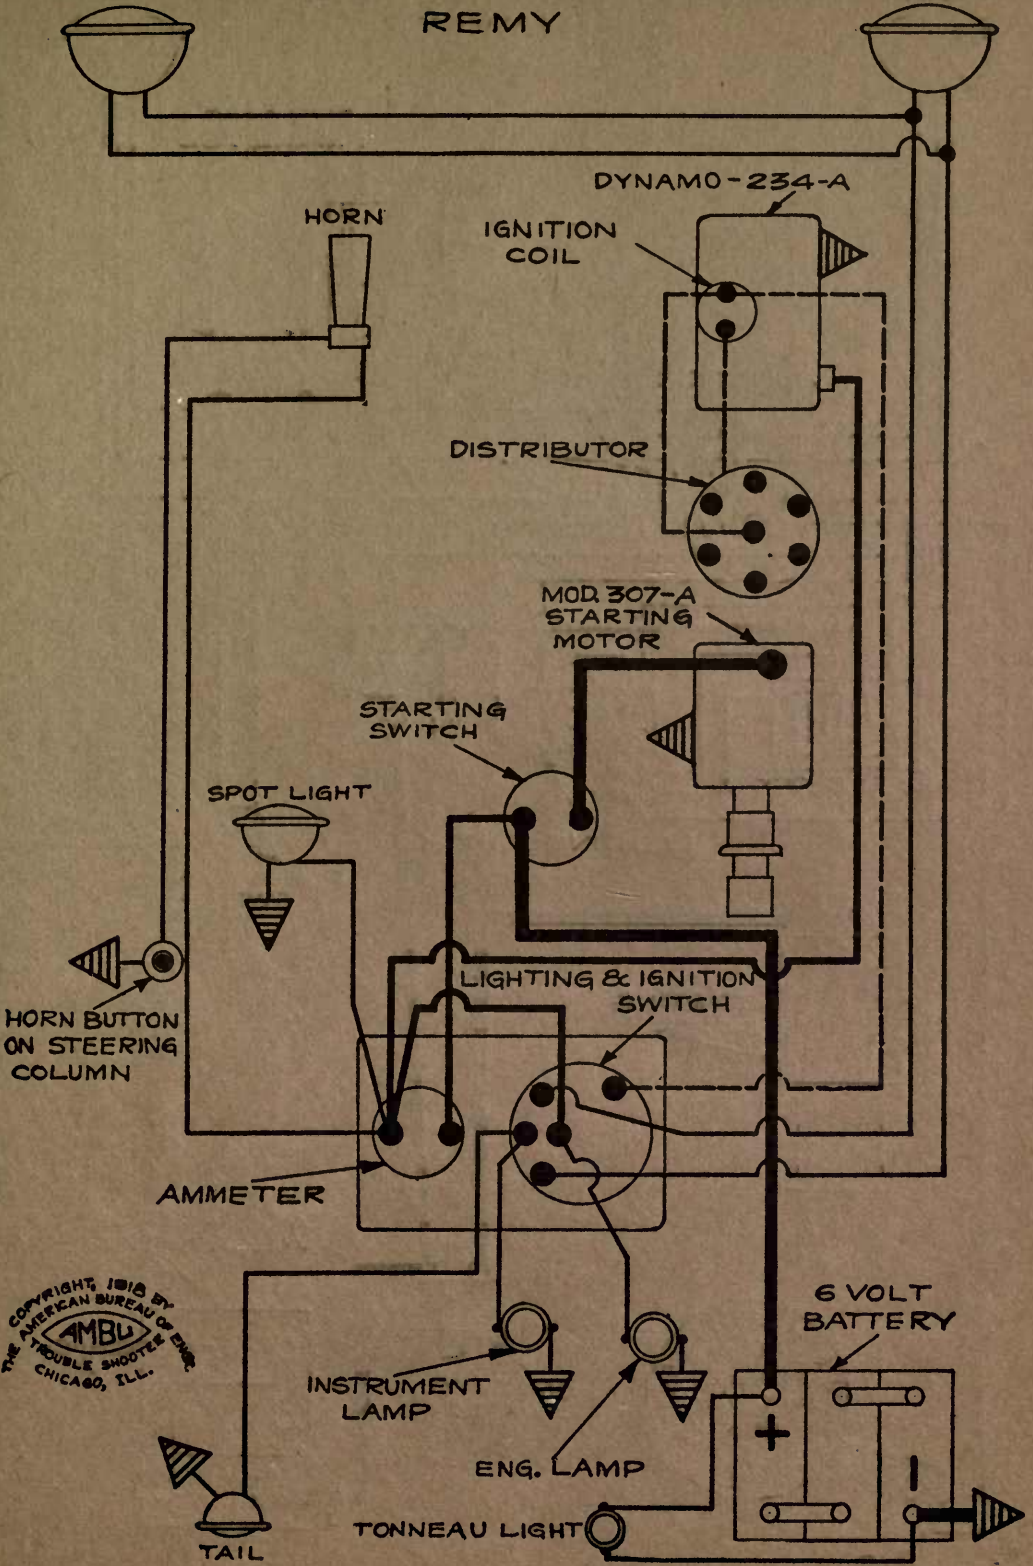 REMY
DYNAMO-234-A
HORN
IGNITION
COIL
DISTRIBUTOR
MOD. 307-A
STARTING
MOTOR
STARTING
SWITCH
SPOT LIGHT
LIGHTING & IGNITION
SWITCH
HORN BUTTON
ON STEERING
COLUMN
AMMETER
COPYRIGHT, 1918 BY
THE AMERICAN BUREAU OF ENGR.
AMBU
TROUBLE SHOOTER
CHICAGO, ILL.
6 VOLT
BATTERY
INSTRUMENT
LAMP
+
-
ENG. LAMP
TONNEAU LIGHT
TAIL